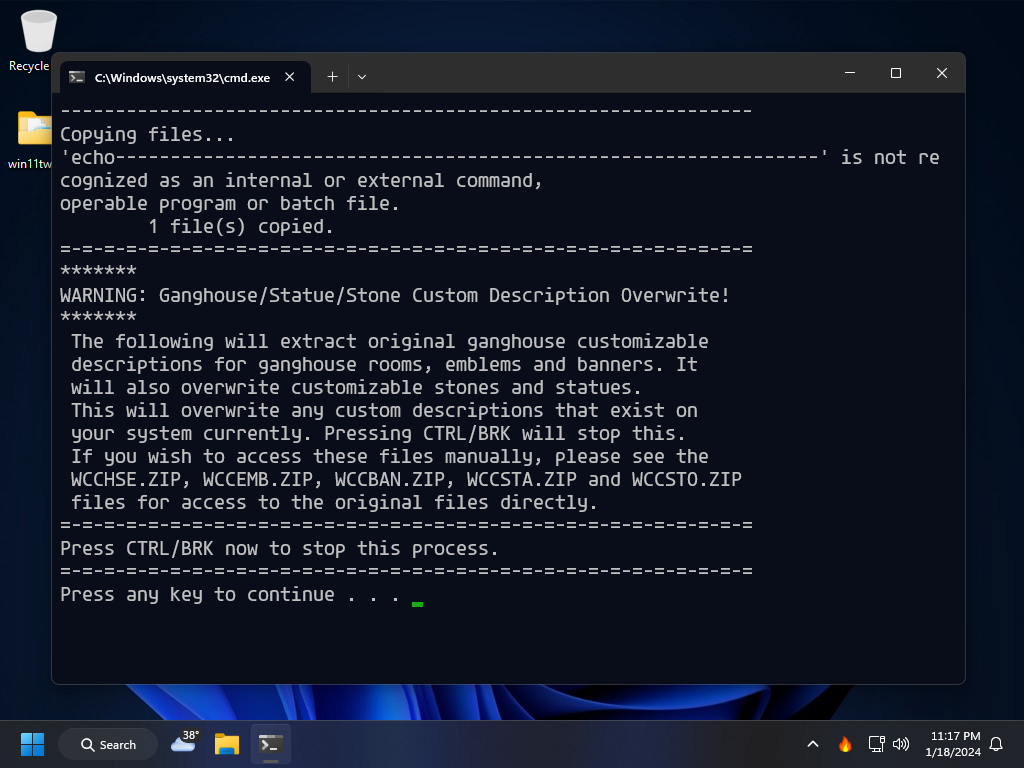 Recycle
win11tw
C:\Windows\system32\cmd.exe
---------------------------------------------------------------
Copying files...
'echo----------------------------------------------------------------' is not re
cognized as an internal or external command,
operable program or batch file.
        1 file(s) copied.
=-=-=-=-=-=-=-=-=-=-=-=-=-=-=-=-=-=-=-=-=-=-=-=-=-=-=-=-=-=-=-=
*******
WARNING: Ganghouse/Statue/Stone Custom Description Overwrite!
*******
 The following will extract original ganghouse customizable
 descriptions for ganghouse rooms, emblems and banners. It
 will also overwrite customizable stones and statues.
 This will overwrite any custom descriptions that exist on
 your system currently. Pressing CTRL/BRK will stop this.
 If you wish to access these files manually, please see the
 WCCHSE.ZIP, WCCEMB.ZIP, WCCBAN.ZIP, WCCSTA.ZIP and WCCSTO.ZIP
 files for access to the original files directly.
=-=-=-=-=-=-=-=-=-=-=-=-=-=-=-=-=-=-=-=-=-=-=-=-=-=-=-=-=-=-=-=
Press CTRL/BRK now to stop this process.
=-=-=-=-=-=-=-=-=-=-=-=-=-=-=-=-=-=-=-=-=-=-=-=-=-=-=-=-=-=-=-=
Press any key to continue . . .
Search
38°
11:17 PM
1/18/2024